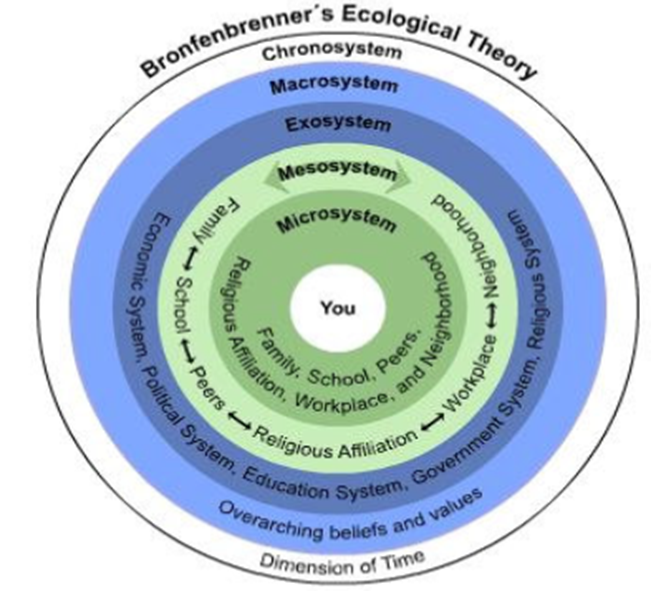 Bronfenbrenner´s Ecological Theory
Chronosystem
Macrosystem
Exosystem
Mesosystem
Microsystem
You
Family, School, Peers,
Religious Affiliation, Workplace, and Neighborhood
Family ↔ School ↔ Peers ↔ Religious Affiliation ↔ Workplace ↔ Neighborhood
Economic System, Political System, Education System, Government System, Religious System
Overarching beliefs and values
Dimension of Time